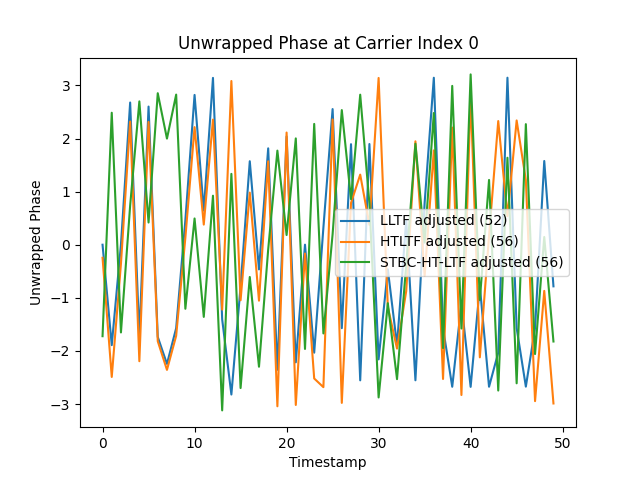 Unwrapped Phase at Carrier Index 0
3
2
1
0
−1
−2
−3
Unwrapped Phase
LLTF adjusted (52)
HTLTF adjusted (56)
STBC-HT-LTF adjusted (56)
0 10 20 30 40 50
Timestamp